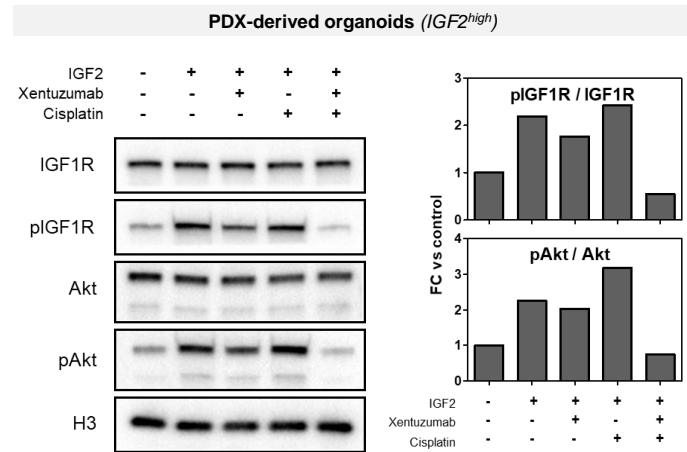 PDX-derived organoids (IGF2high)
IGF2 - + + + +
Xentuzumab - - + - +
Cisplatin - - - + +
IGF1R
pIGF1R
Akt
pAkt
H3
FC vs control
pIGF1R / IGF1R
3
2
1
0
pAkt / Akt
4
3
2
1
0
IGF2 - + + + +
Xentuzumab - - + - +
Cisplatin - - - + +